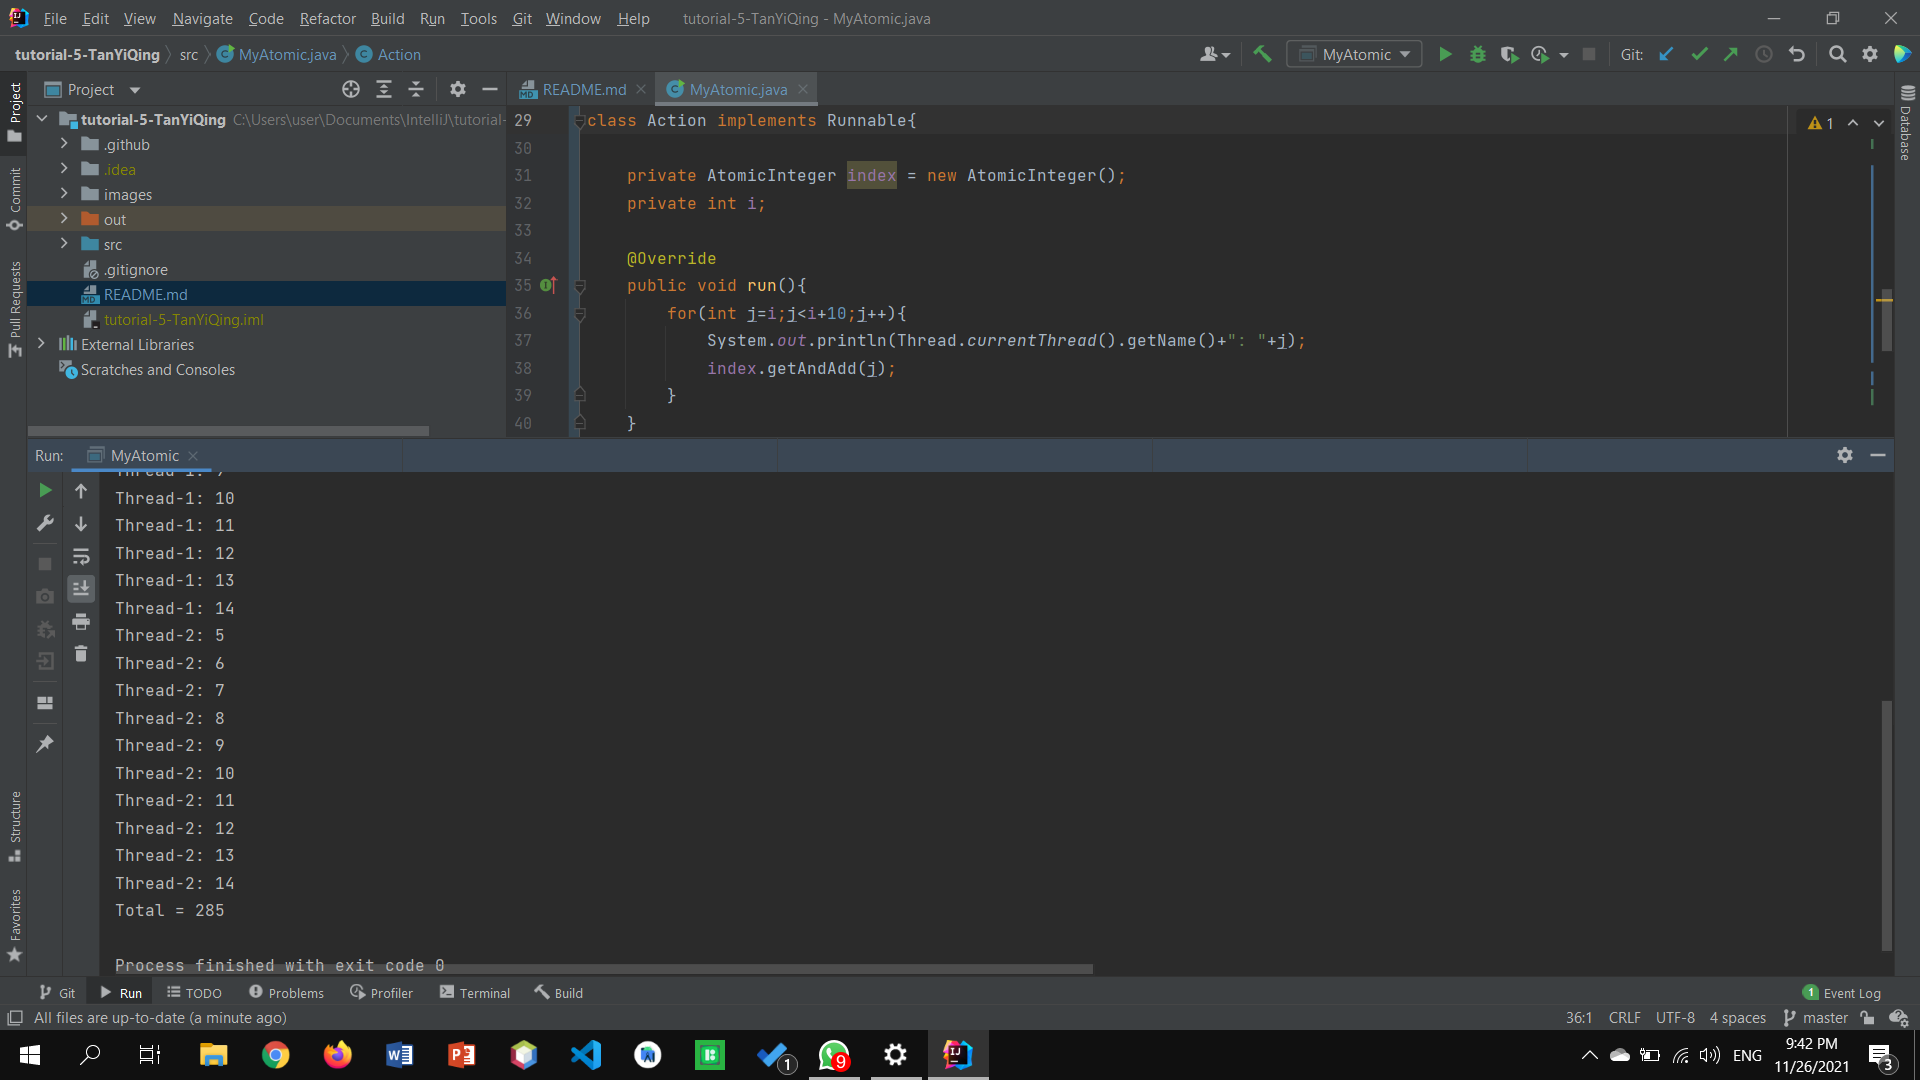 File Edit View Navigate Code Refactor Build Run Tools Git Window Help tutorial-5-TanYiQing - MyAtomic.java
tutorial-5-TanYiQing src MyAtomic.java Action MyAtomic Git:
Project
README.md MyAtomic.java
Project
Commit
Pull Requests
Structure
Favorites
Database
tutorial-5-TanYiQing C:\Users\user\Documents\IntelliJ\tutorial-
.github
.idea
images
out
src
.gitignore
README.md
tutorial-5-TanYiQing.iml
External Libraries
Scratches and Consoles
1
29 class Action implements Runnable{
30
31 private AtomicInteger index = new AtomicInteger();
32 private int i;
33
34 @Override
35 public void run(){
36 for(int j=i;j<i+10;j++){
37 System.out.println(Thread.currentThread().getName()+": "+j);
38 index.getAndAdd(j);
39 }
40 }
Run: MyAtomic
Thread-1: 10
Thread-1: 11
Thread-1: 12
Thread-1: 13
Thread-1: 14
Thread-2: 5
Thread-2: 6
Thread-2: 7
Thread-2: 8
Thread-2: 9
Thread-2: 10
Thread-2: 11
Thread-2: 12
Thread-2: 13
Thread-2: 14
Total = 285
Process finished with exit code 0
Git Run TODO Problems Profiler Terminal Build 1 Event Log
All files are up-to-date (a minute ago) 36:1 CRLF UTF-8 4 spaces master
1 9 ENG 9:42 PM
11/26/2021 3